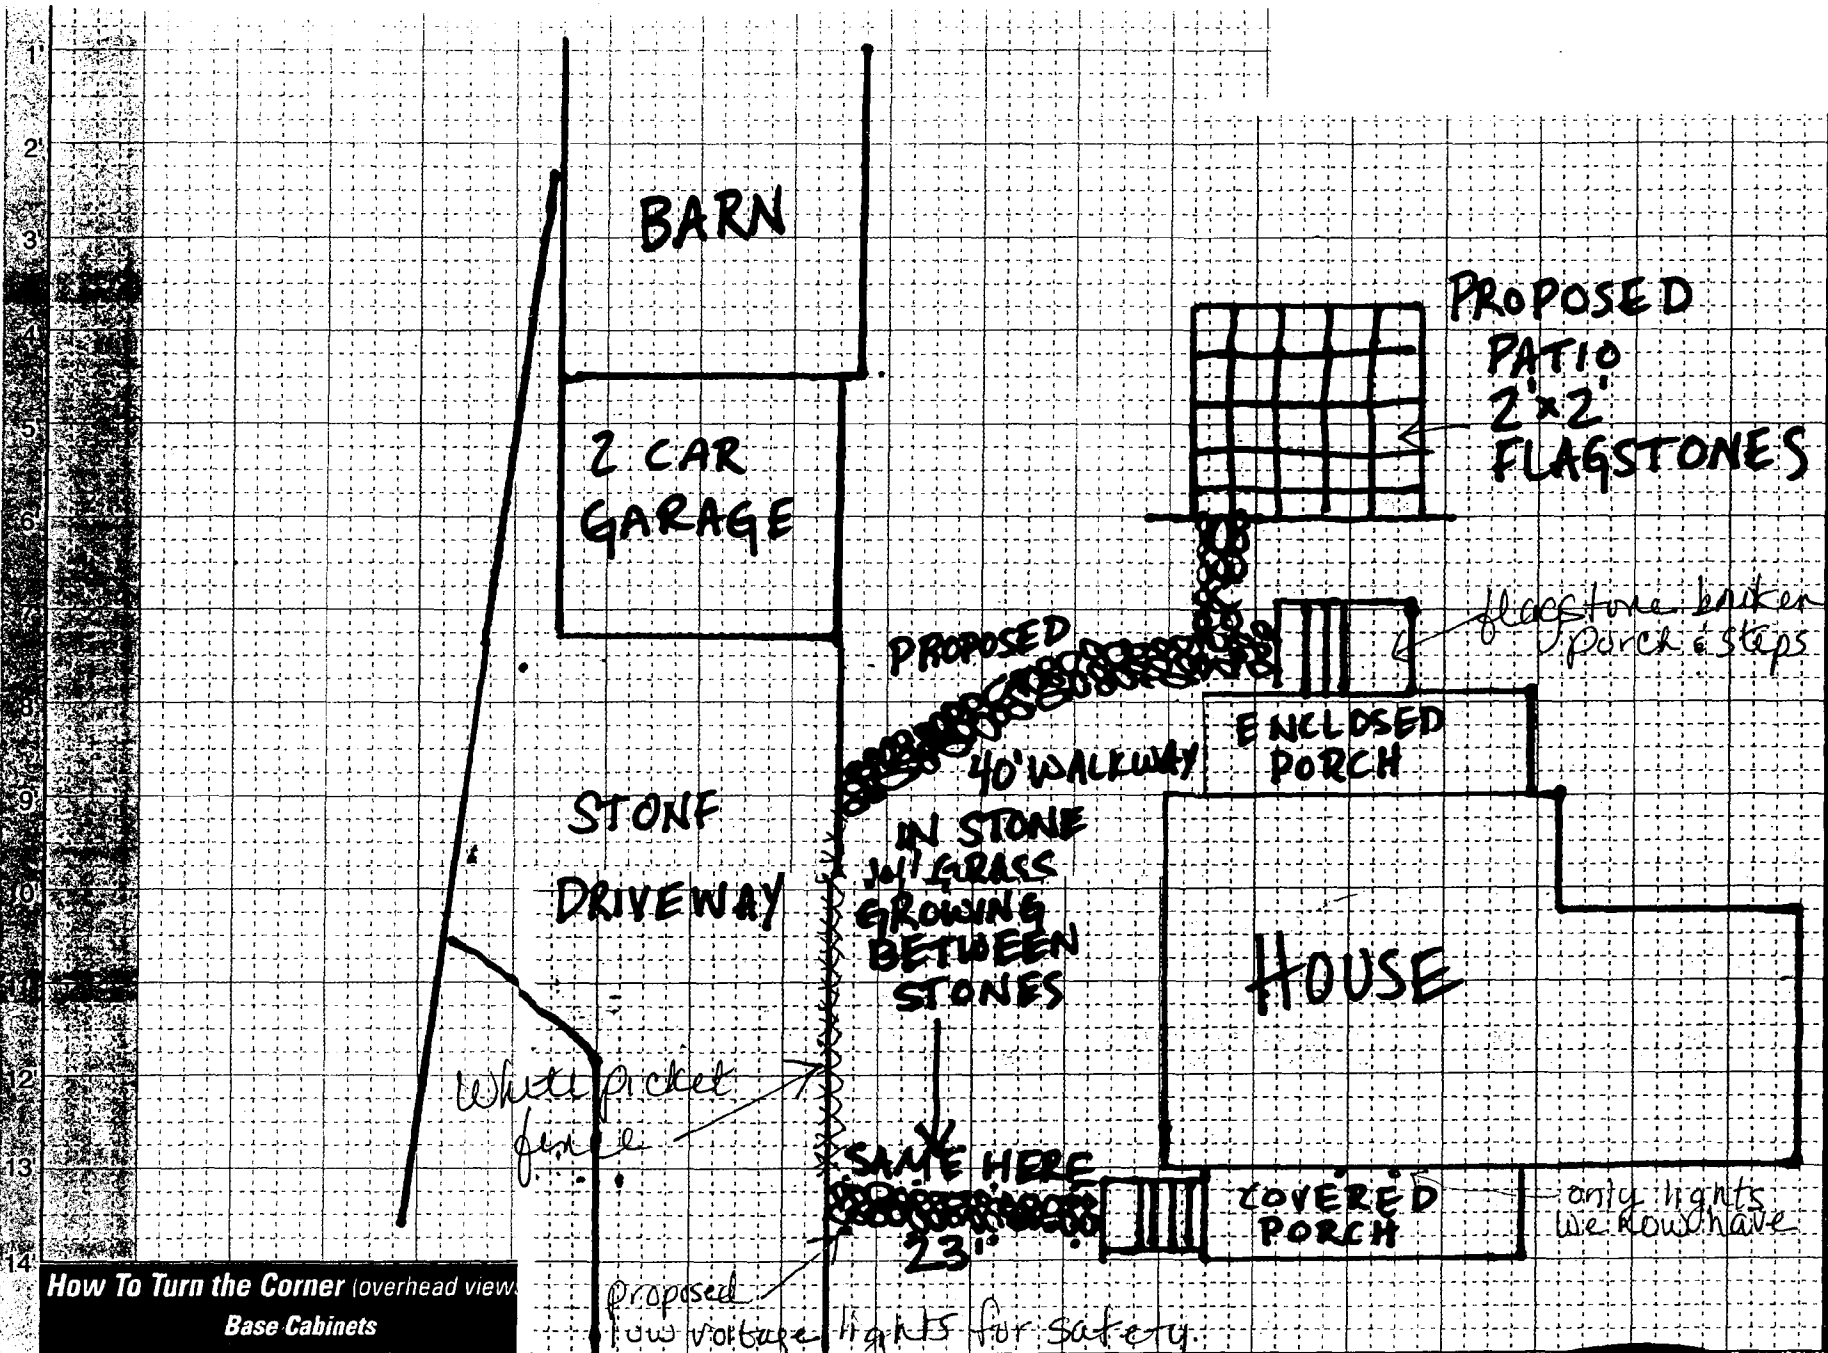 1'
2'
3
4
5
6
7
8
9
10
11
12
13
14
BARN
2 CAR
GARAGE
PROPOSED
PATIO
2'x2'
FLAGSTONES
flagstone broken
porch & steps
PROPOSED
40' WALKWAY
IN STONE
W/ GRASS
GROWING
BETWEEN
STONES
ENCLOSED
PORCH
STONE
DRIVEWAY
HOUSE
White picket
fence
SAME HERE
23'
COVERED
PORCH
only lights
we now have
proposed
low voltage lights for safety.
How To Turn the Corner (overhead views
Base Cabinets